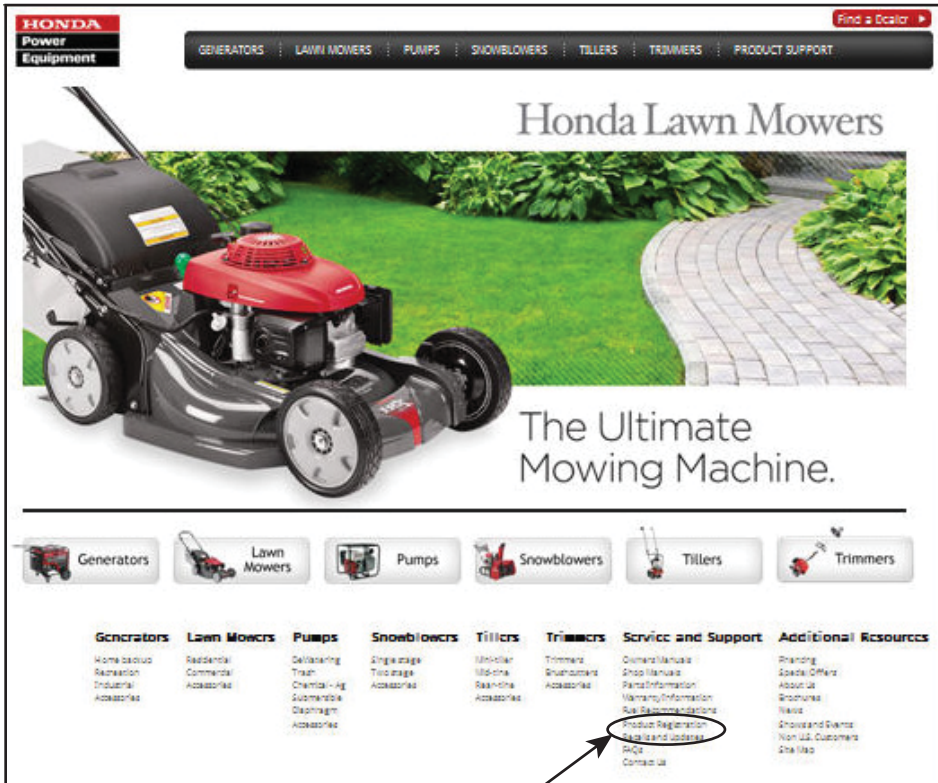 HONDA
Power
Equipment
Find a Dealer
GENERATORS
LAWN MOWERS
PUMPS
SNOWBLOWERS
TILLERS
TRIMMERS
PRODUCT SUPPORT
Honda Lawn Mowers
The Ultimate
Mowing Machine.
Generators
Lawn
Mowers
Pumps
Snowblowers
Tillers
Trimmers
Generators
Home backup
Recreation
Industrial
Accessories
Lawn Mowers
Residential
Commercial
Accessories
Pumps
DeWatering
Trash
Chemical - Ag
Submersible
Diaphragm
Accessories
Snowblowers
Single stage
Two stage
Accessories
Tillers
Mini-tiller
Mid-tine
Rear-tine
Accessories
Trimmers
Trimmers
Brushcutters
Accessories
Service and Support
Owners Manuals
Shop Manuals
Parts Information
Warranty Information
Fuel Recommendations
Product Registration
Recalls and Updates
FAQs
Contact Us
Additional Resources
Financing
Special Offers
About Us
Brochures
News
Shows and Events
Non U.S. Customers
Site Map